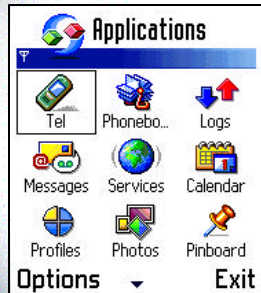 Applications
Tel Phonebo... Logs
Messages Services Calendar
Profiles Photos Pinboard
Options Exit